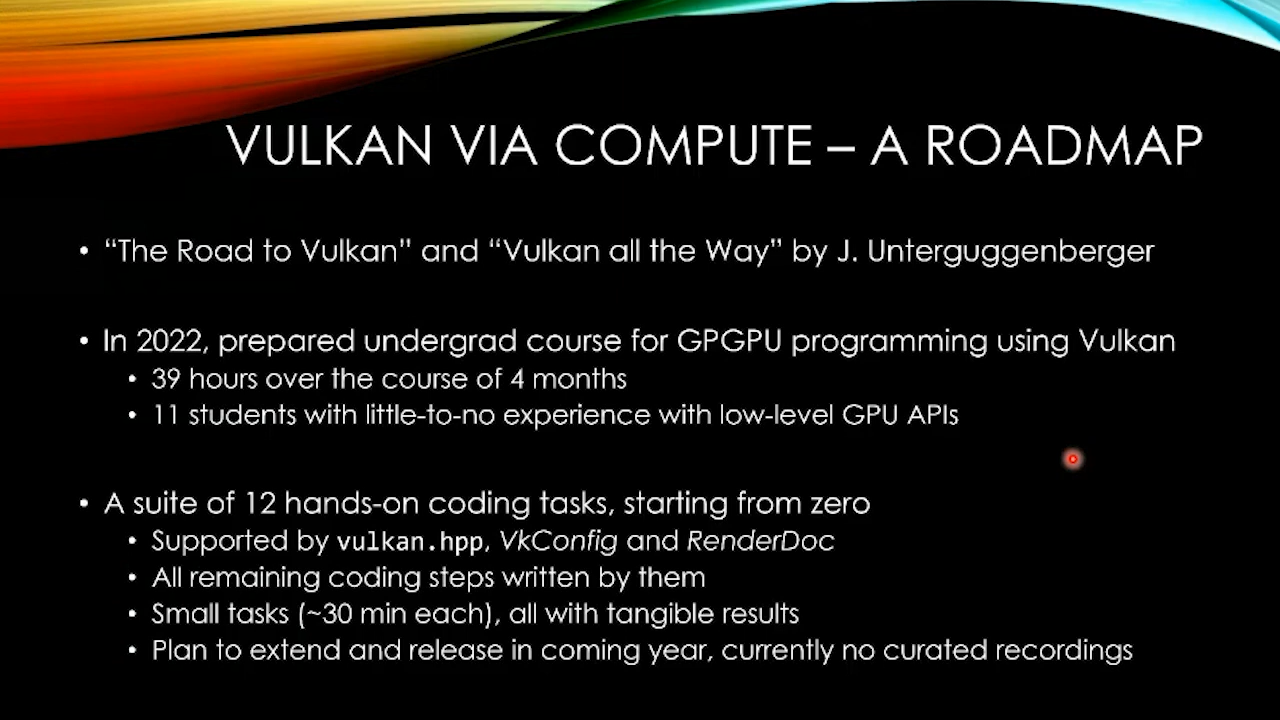 VULKAN VIA COMPUTE – A ROADMAP
• “The Road to Vulkan” and “Vulkan all the Way” by J. Unterguggenberger
• In 2022, prepared undergrad course for GPGPU programming using Vulkan
• 39 hours over the course of 4 months
• 11 students with little-to-no experience with low-level GPU APIs
• A suite of 12 hands-on coding tasks, starting from zero
• Supported by vulkan.hpp, VkConfig and RenderDoc
• All remaining coding steps written by them
• Small tasks (~30 min each), all with tangible results
• Plan to extend and release in coming year, currently no curated recordings